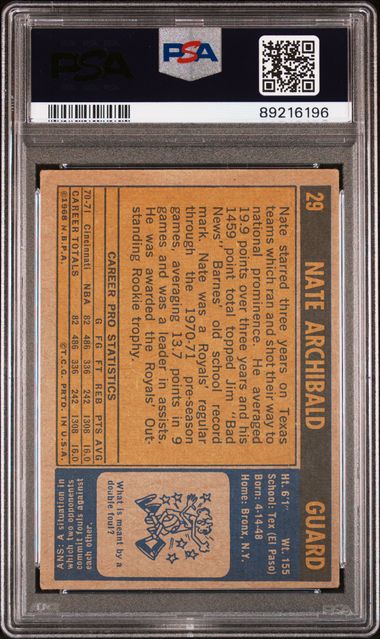 PSA
PSA
89216196
29 NATE ARCHIBALD GUARD
Nate starred three years on Texas
teams which ran and shot their way to
national prominence. He averaged
19.9 points over three years and his
1459 point total topped Jim "Bad
News" Barnes' old school record
mark. Nate was a Royals' regular
through the 1970-71 pre-season
games, averaging 13.7 points in 9
games and was a leader in assists.
He was awarded the Royals' Out-
standing Rookie trophy.
Ht. 6'1" Wt. 155
School: Tex (El Paso)
Born: 4-14-48
Home: Bronx, N.Y.
CAREER PRO STATISTICS
G FG FT REB PTS AVG
70-71 Cincinnati NBA 82 486 336 242 1308 16.0
CAREER TOTALS 82 486 336 242 1308 16.0
©1968 N.B.P.A. ©T.C.G. PRTD. IN U.S.A.
What is meant by a
double foul?
ANS: A situation in
which two opponents
commit fouls against
each other.